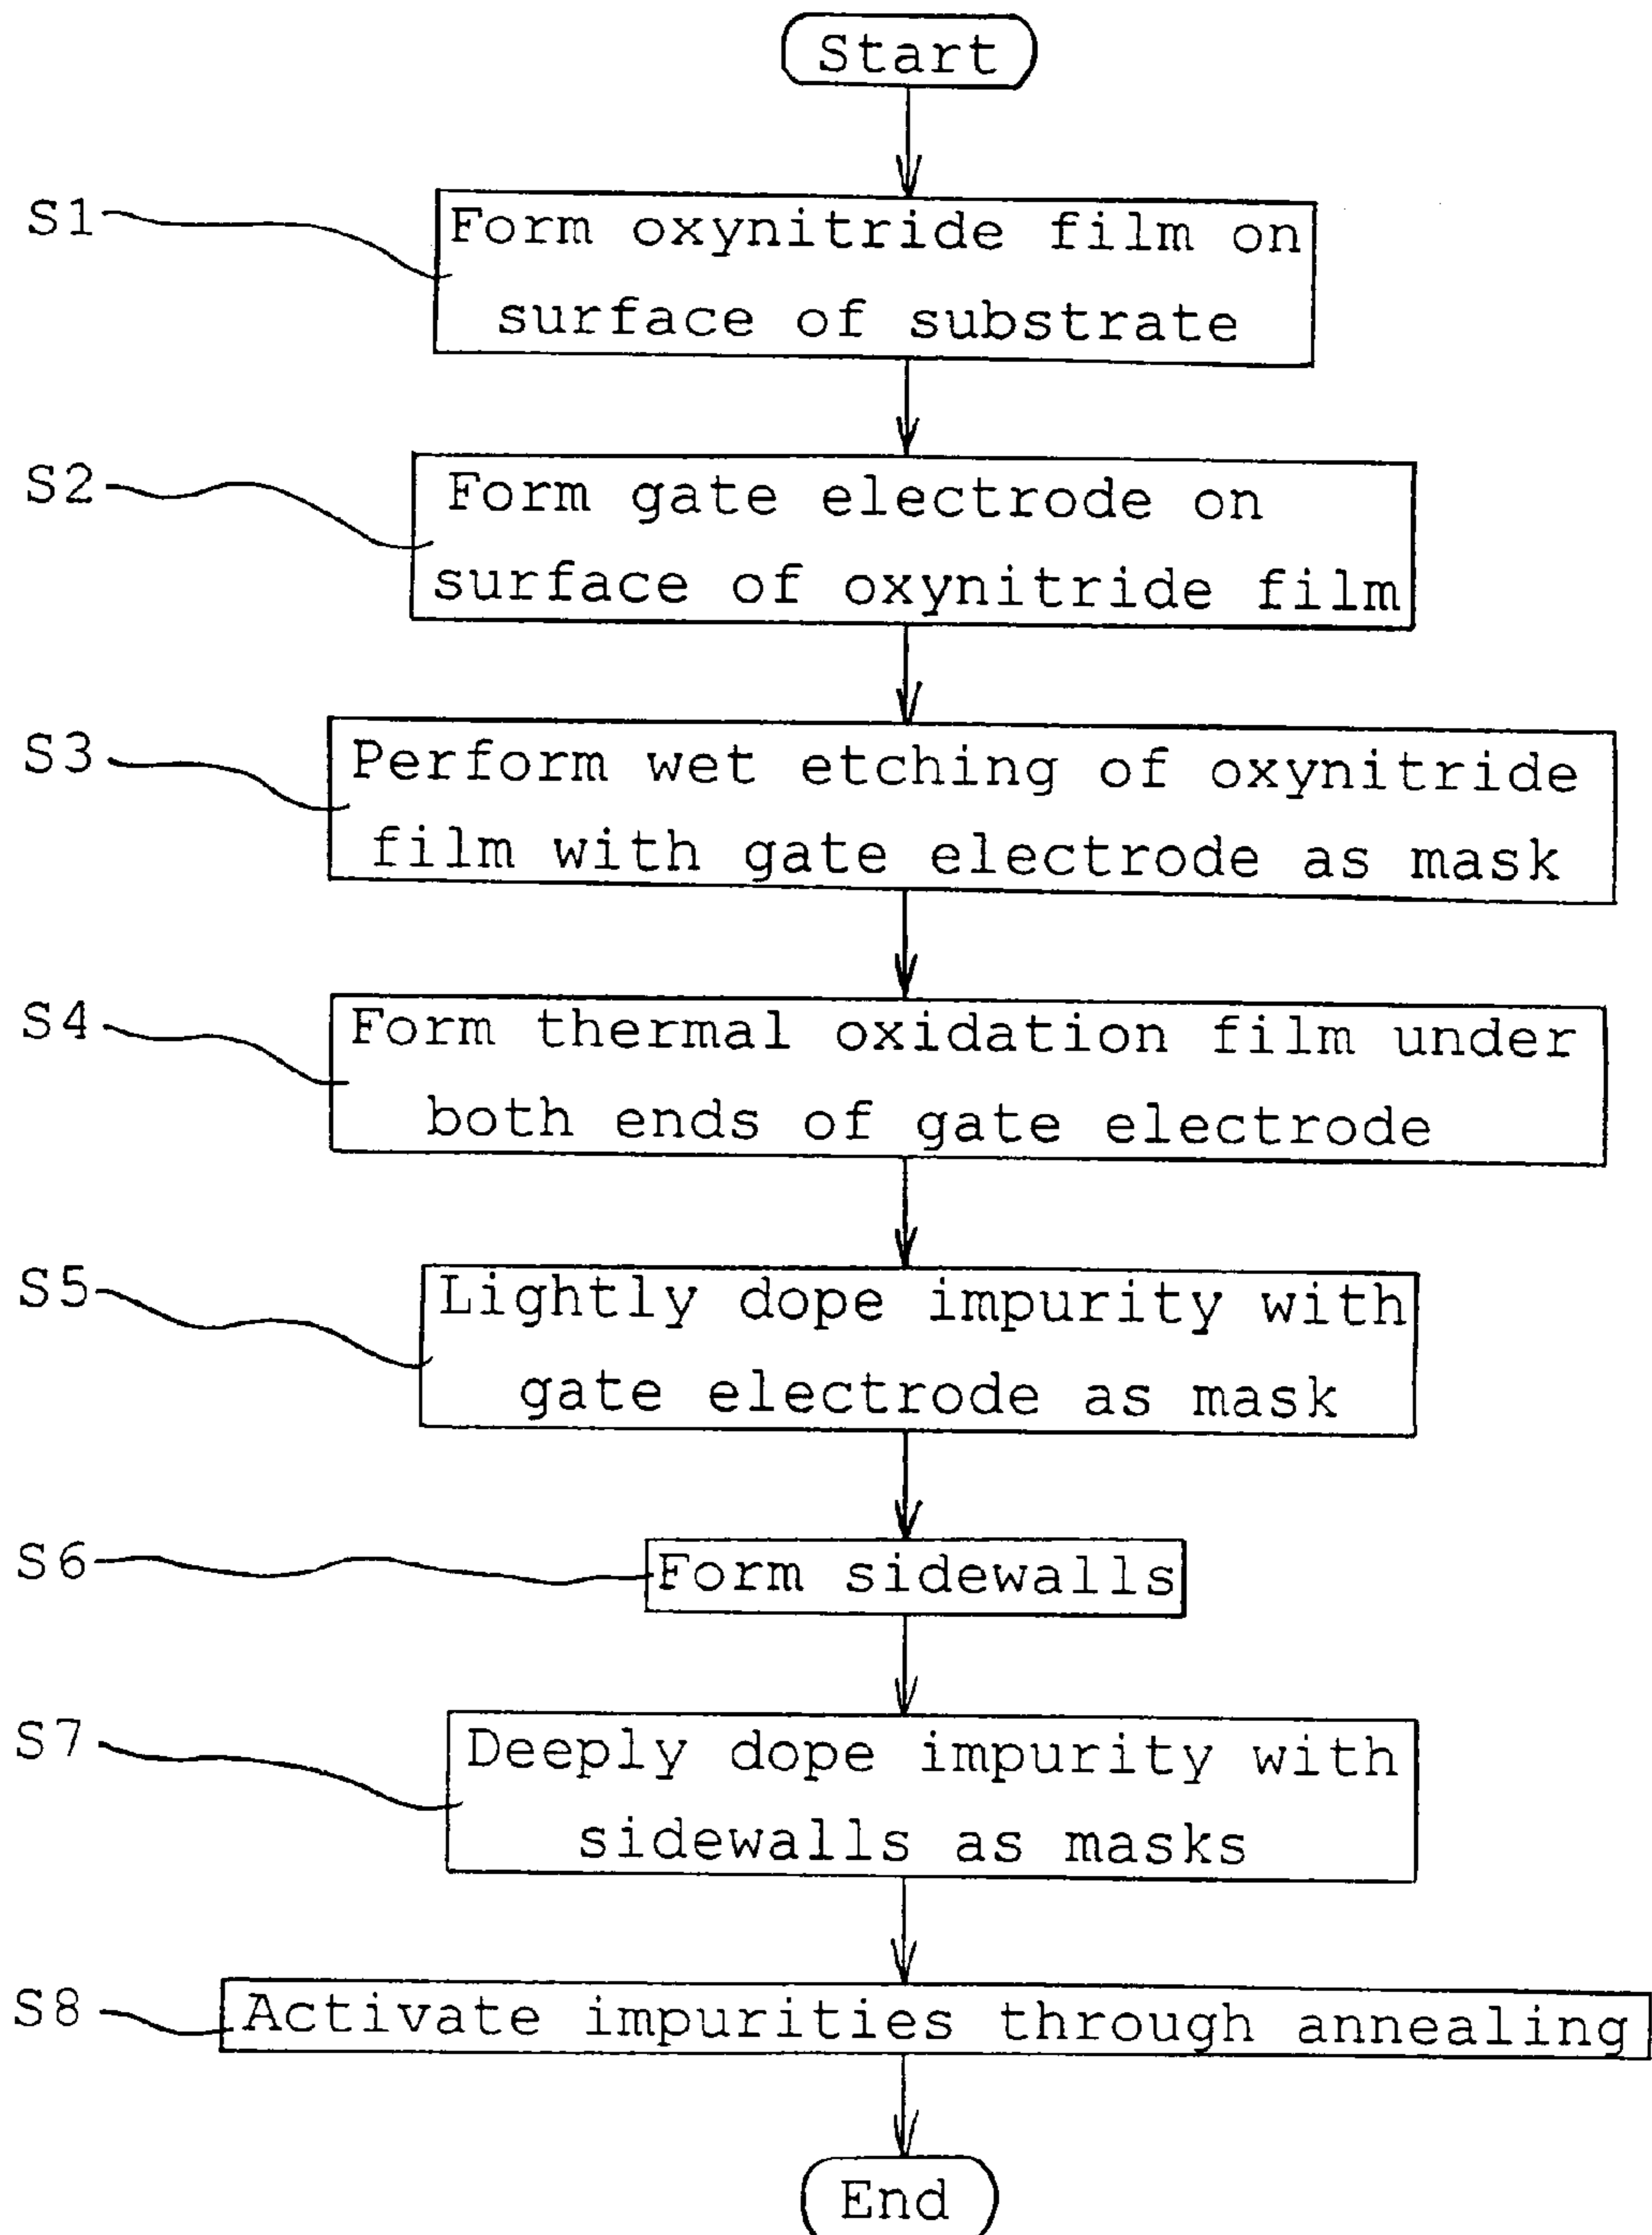 Start
S1
Form oxynitride film on
surface of substrate
S2
Form gate electrode on
surface of oxynitride film
S3
Perform wet etching of oxynitride
film with gate electrode as mask
S4
Form thermal oxidation film under
both ends of gate electrode
S5
Lightly dope impurity with
gate electrode as mask
S6
Form sidewalls
S7
Deeply dope impurity with
sidewalls as masks
S8
Activate impurities through annealing
End